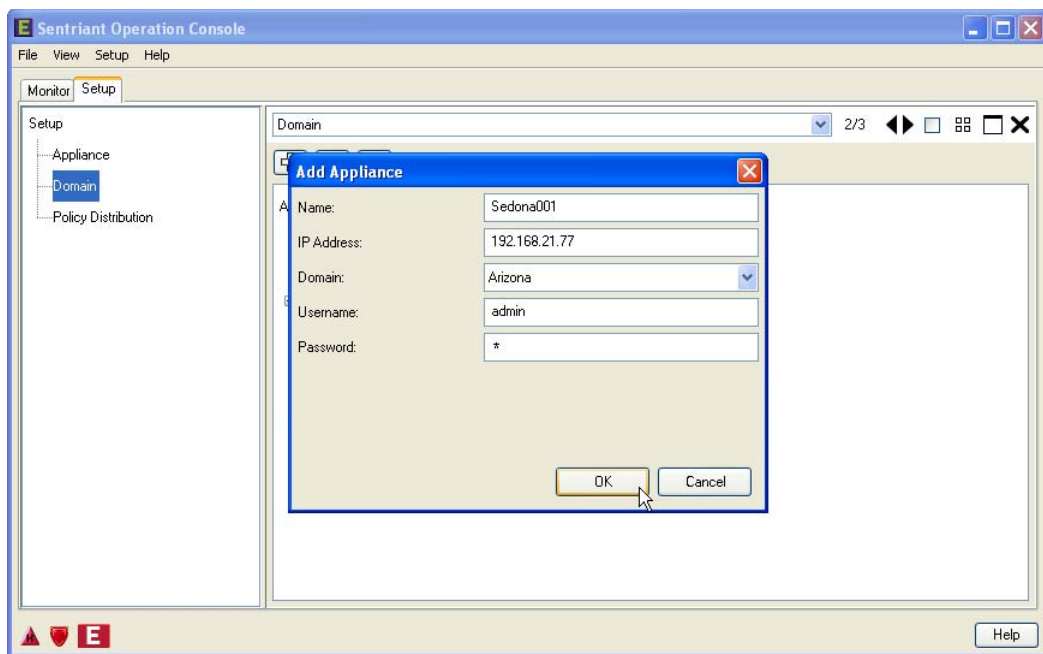 E Sentriant Operation Console
File View Setup Help
Monitor Setup
Setup
Appliance
Domain
Policy Distribution
Domain 2/3
Add Appliance
A
Name: Sedona001
IP Address: 192.168.21.77
Domain: Arizona
Username: admin
Password: *
OK Cancel
H E Help